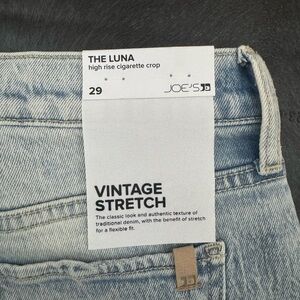 THE LUNA
high rise cigarette crop
29 JOE'S
VINTAGE
STRETCH
The classic look and authentic texture of
traditional denim, with the benefit of stretch
for a flexible fit.